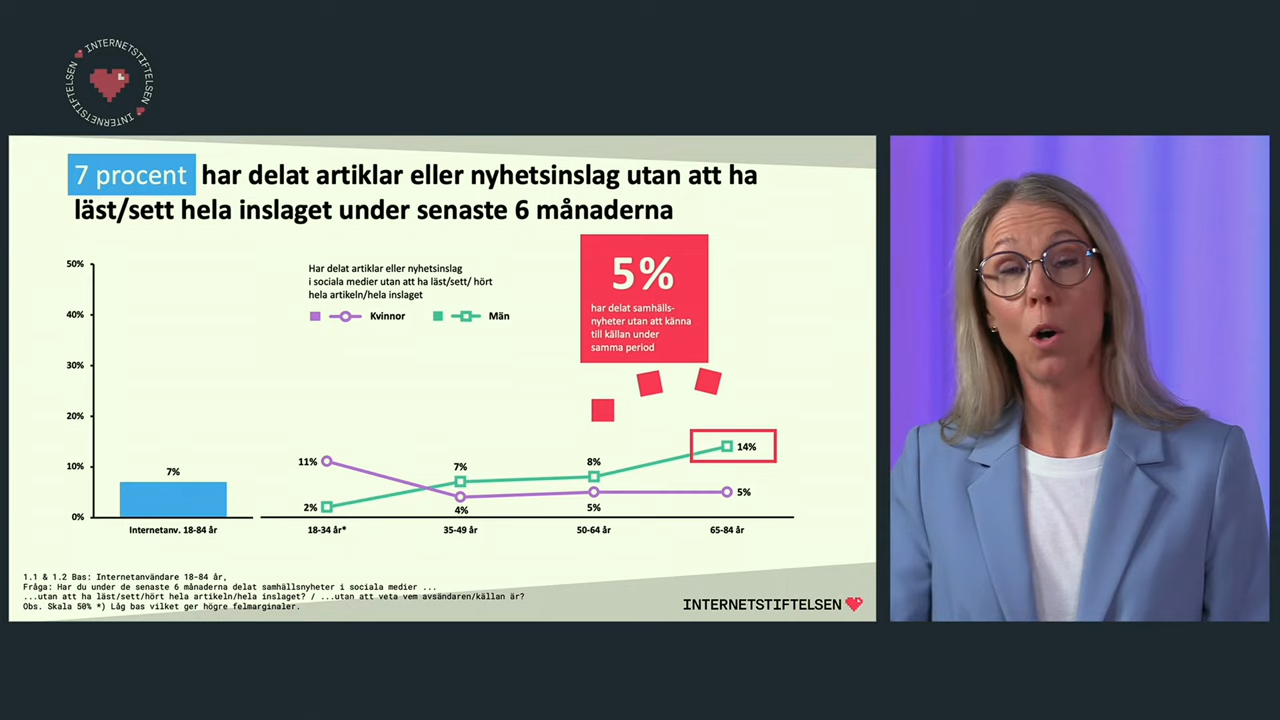 INTERNETSTIFTELSEN
INTERNETSTIFTELSEN
7 procent har delat artiklar eller nyhetsinslag utan att ha
läst/sett hela inslaget under senaste 6 månaderna
50%
40%
30%
20%
10%
0%
7%
Internetanv. 18-84 år
Har delat artiklar eller nyhetsinslag
i sociala medier utan att ha läst/sett/ hört
hela artikeln/hela inslaget
Kvinnor
Män
5%
har delat samhälls-
nyheter utan att känna
till källan under
samma period
11%
2%
7%
4%
8%
5%
14%
5%
18-34 år*
35-49 år
50-64 år
65-84 år
1.1 & 1.2 Bas: Internetanvändare 18-84 år,
Fråga: Har du under de senaste 6 månaderna delat samhällsnyheter i sociala medier ...
...utan att ha läst/sett/hört hela artikeln/hela inslaget? / ...utan att veta vem avsändaren/källan är?
Obs. Skala 50% *) Låg bas vilket ger högre felmarginaler.
INTERNETSTIFTELSEN